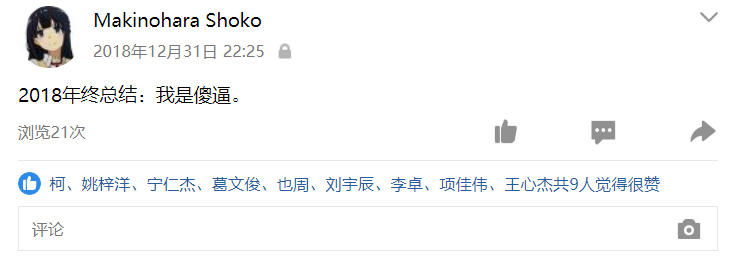 Makinohara Shoko
2018年12月31日 22:25
2018年终总结：我是傻逼。
浏览21次
柯、姚梓洋、宁仁杰、葛文俊、也周、刘宇辰、李卓、项佳伟、王心杰共9人觉得很赞
评论